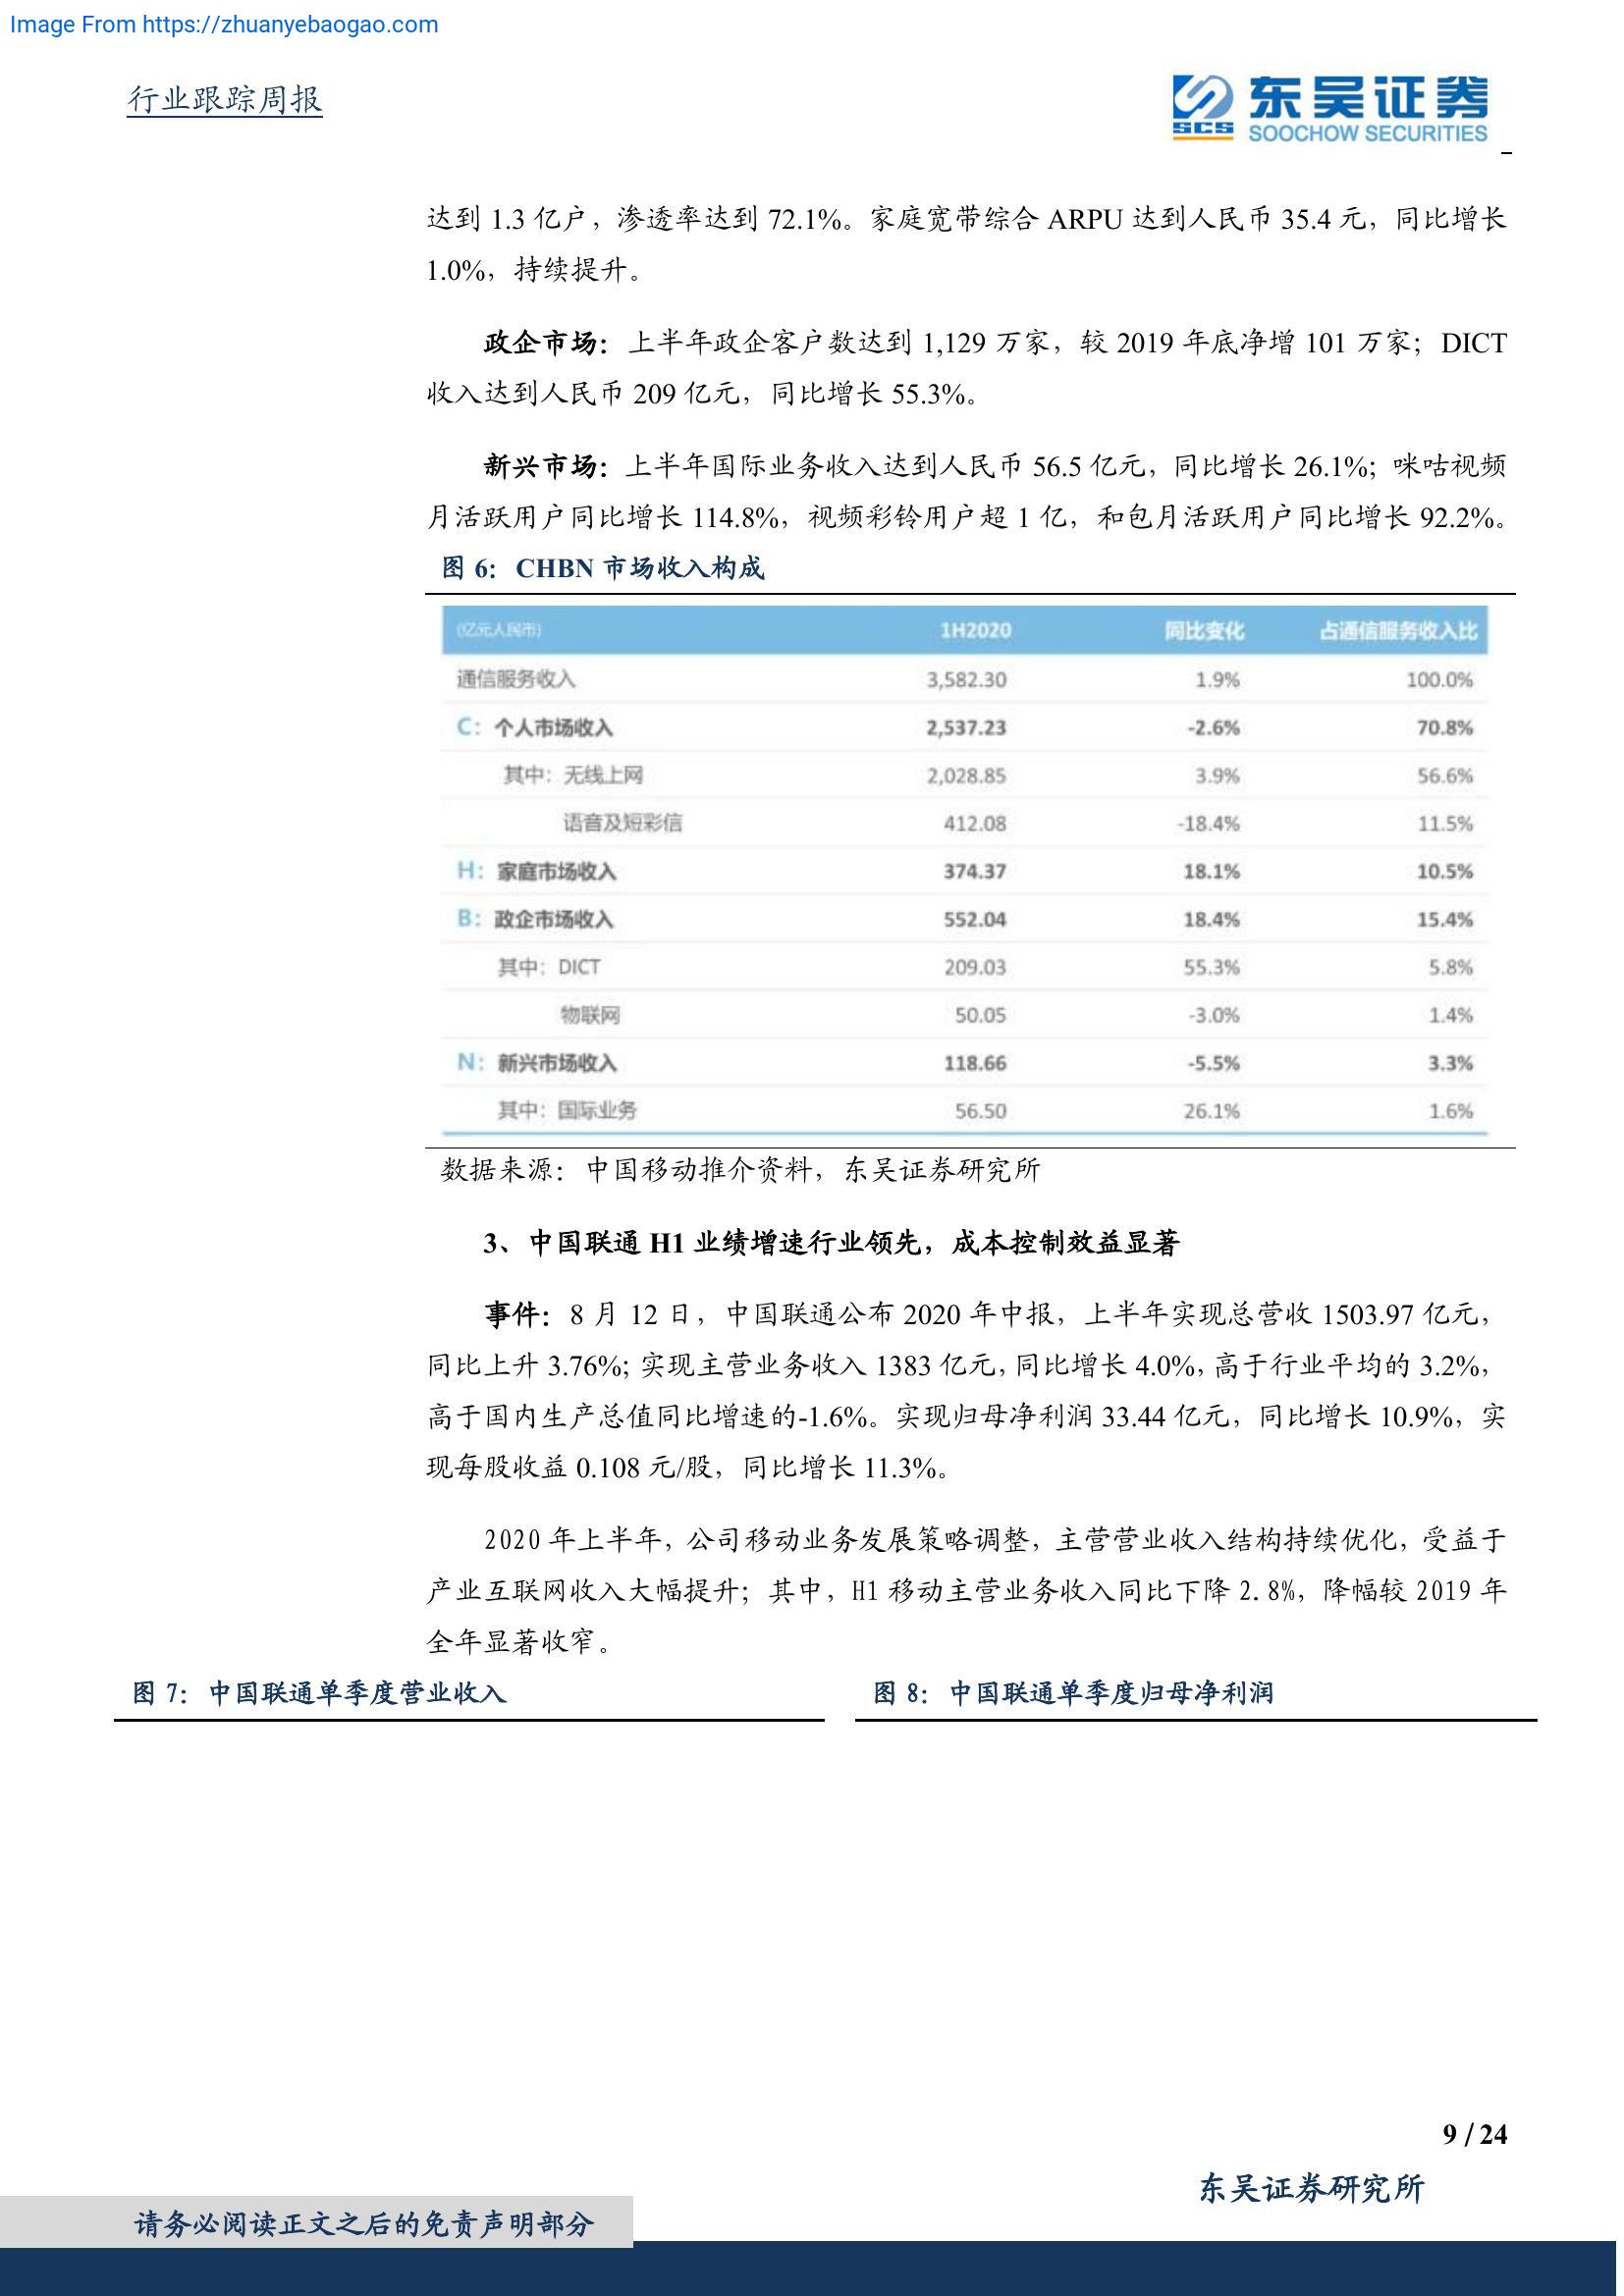 Image From https://zhuanyebaogao.com
行业跟踪周报
东吴证券
SCS
SOOCHOW SECURITIES
达到 1.3 亿户，渗透率达到 72.1%。家庭宽带综合 ARPU 达到人民币 35.4 元，同比增长
1.0%，持续提升。
政企市场：上半年政企客户数达到 1,129 万家，较 2019 年底净增 101 万家；DICT
收入达到人民币 209 亿元，同比增长 55.3%。
新兴市场：上半年国际业务收入达到人民币 56.5 亿元，同比增长 26.1%；咪咕视频
月活跃用户同比增长 114.8%，视频彩铃用户超 1 亿，和包月活跃用户同比增长 92.2%。
图 6：CHBN 市场收入构成
(亿元人民币) 1H2020 同比变化 占通信服务收入比
通信服务收入 3,582.30 1.9% 100.0%
C：个人市场收入 2,537.23 -2.6% 70.8%
其中：无线上网 2,028.85 3.9% 56.6%
语音及短彩信 412.08 -18.4% 11.5%
H：家庭市场收入 374.37 18.1% 10.5%
B：政企市场收入 552.04 18.4% 15.4%
其中：DICT 209.03 55.3% 5.8%
物联网 50.05 -3.0% 1.4%
N：新兴市场收入 118.66 -5.5% 3.3%
其中：国际业务 56.50 26.1% 1.6%
数据来源：中国移动推介资料，东吴证券研究所
3、中国联通 H1 业绩增速行业领先，成本控制效益显著
事件：8 月 12 日，中国联通公布 2020 年中报，上半年实现总营收 1503.97 亿元，
同比上升 3.76%；实现主营业务收入 1383 亿元，同比增长 4.0%，高于行业平均的 3.2%，
高于国内生产总值同比增速的-1.6%。实现归母净利润 33.44 亿元，同比增长 10.9%，实
现每股收益 0.108 元/股，同比增长 11.3%。
2020 年上半年，公司移动业务发展策略调整，主营营业收入结构持续优化，受益于
产业互联网收入大幅提升；其中，H1 移动主营业务收入同比下降 2.8%，降幅较 2019 年
全年显著收窄。
图 7：中国联通单季度营业收入
图 8：中国联通单季度归母净利润
9 / 24
东吴证券研究所
请务必阅读正文之后的免责声明部分